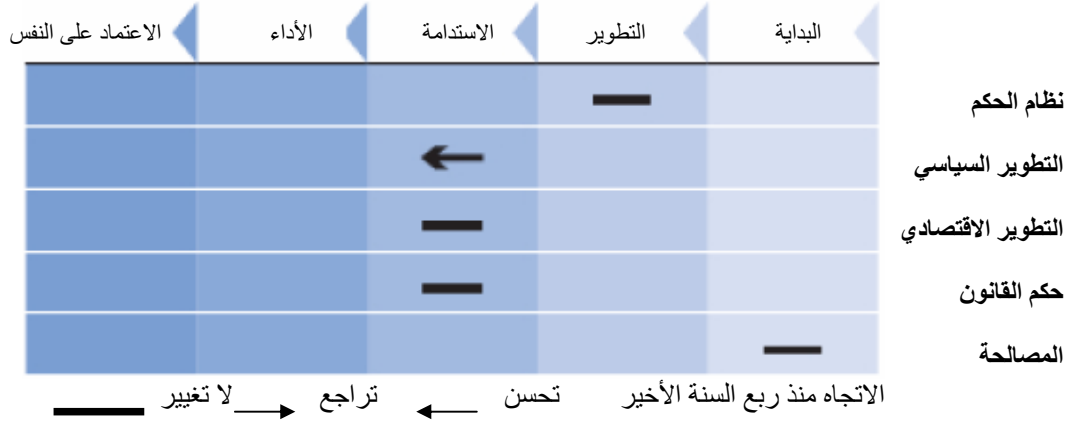 البداية التطوير الاستدامة الأداء الاعتماد على النفس
نظام الحكم
التطوير السياسي
التطوير الاقتصادي
حكم القانون
المصالحة
الاتجاه منذ ربع السنة الأخير تحسن تراجع لا تغيير